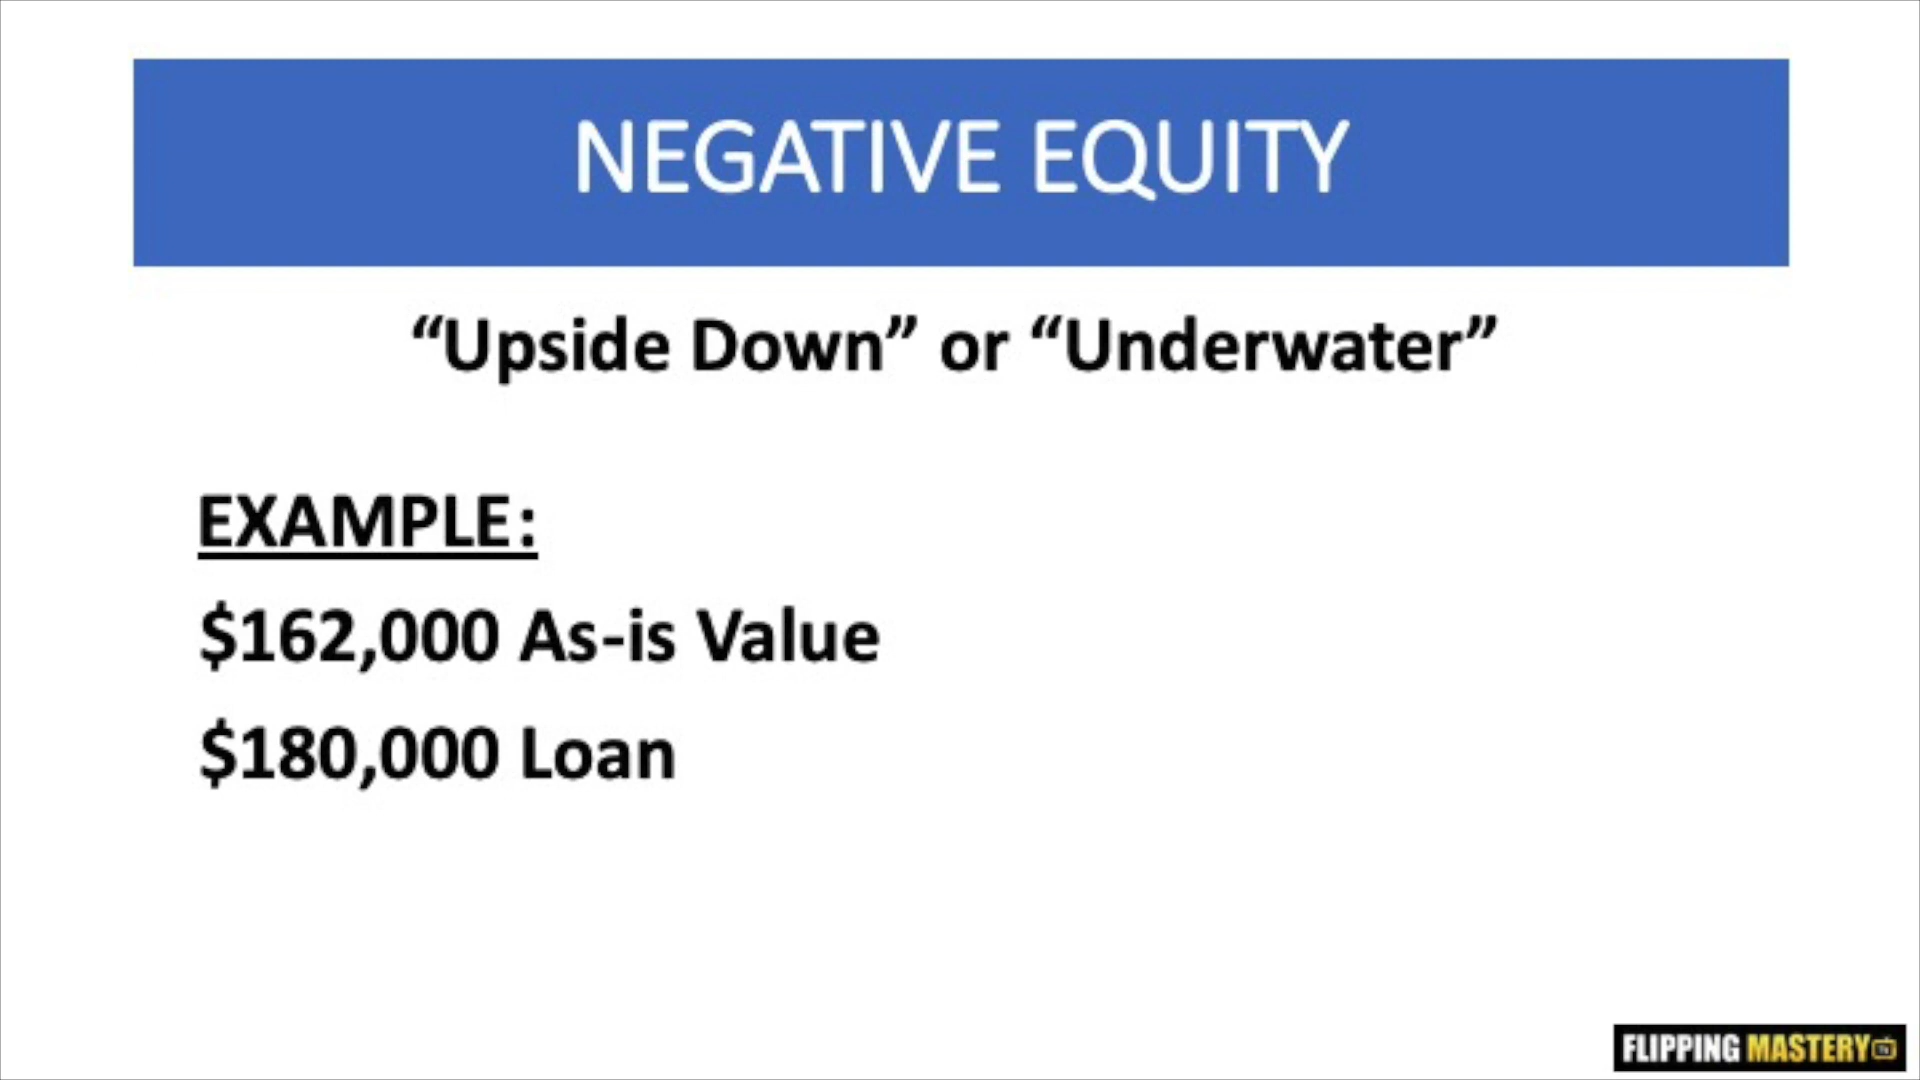 NEGATIVE EQUITY
“Upside Down” or “Underwater”
EXAMPLE:
$162,000 As-is Value
$180,000 Loan
FLIPPING MASTERY